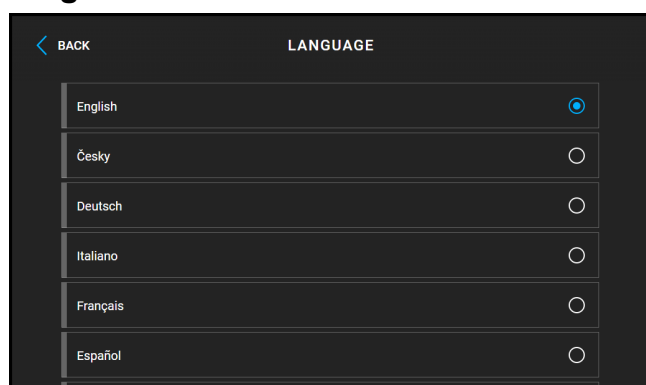 BACK
LANGUAGE
English
Česky
Deutsch
Italiano
Français
Español